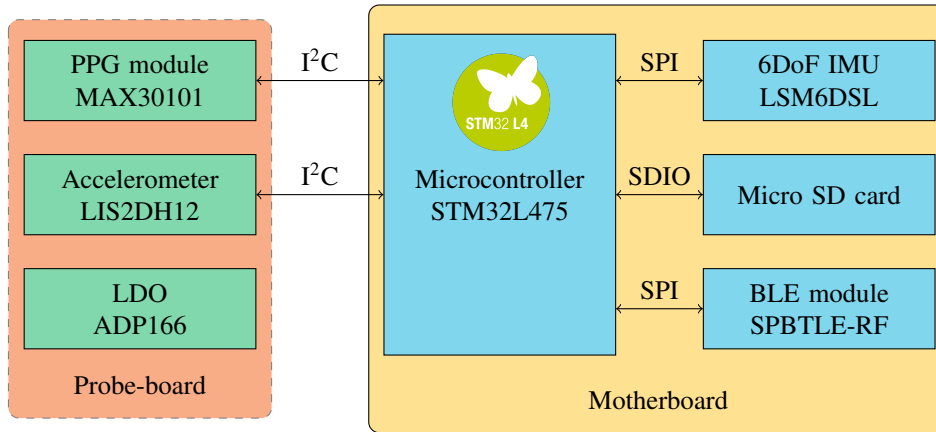 PPG module
MAX30101
Accelerometer
LIS2DH12
LDO
ADP166
Probe-board
I²C
I²C
STM32 L4
Microcontroller
STM32L475
SPI
SDIO
SPI
6DoF IMU
LSM6DSL
Micro SD card
BLE module
SPBTLE-RF
Motherboard